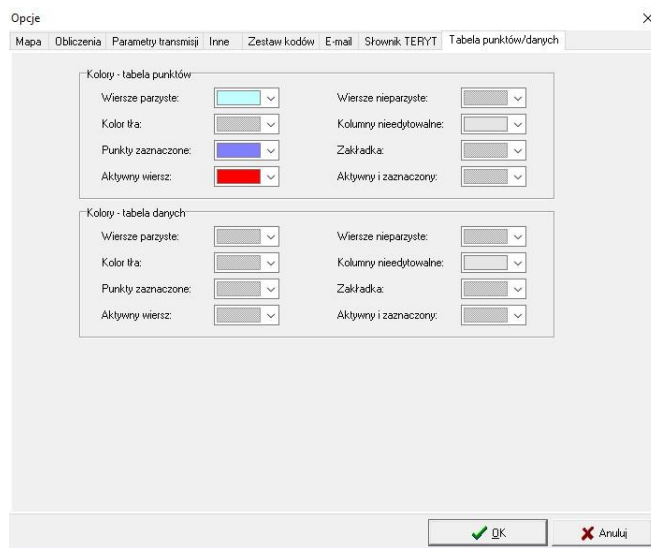 Opcje
Mapa Obliczenia Parametry transmisji Inne Zestaw kodów E-mail Słownik TERYT Tabela punktów/danych
Kolory - tabela punktów
Wiersze parzyste: Wiersze nieparzyste:
Kolor tła: Kolumny nieedytowalne:
Punkty zaznaczone: Zakładka:
Aktywny wiersz: Aktywny i zaznaczony:
Kolory - tabela danych
Wiersze parzyste: Wiersze nieparzyste:
Kolor tła: Kolumny nieedytowalne:
Punkty zaznaczone: Zakładka:
Aktywny wiersz: Aktywny i zaznaczony:
OK Anuluj